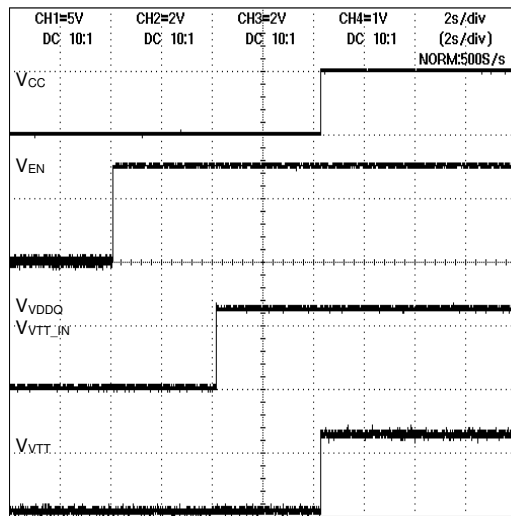 CH1=5V CH2=2V CH3=2V CH4=1V 2s/div
DC 10:1 DC 10:1 DC 10:1 DC 10:1 (2s/div)
NORM:500S/s
VCC
VEN
VVDDQ
VVTT_IN
VVTT